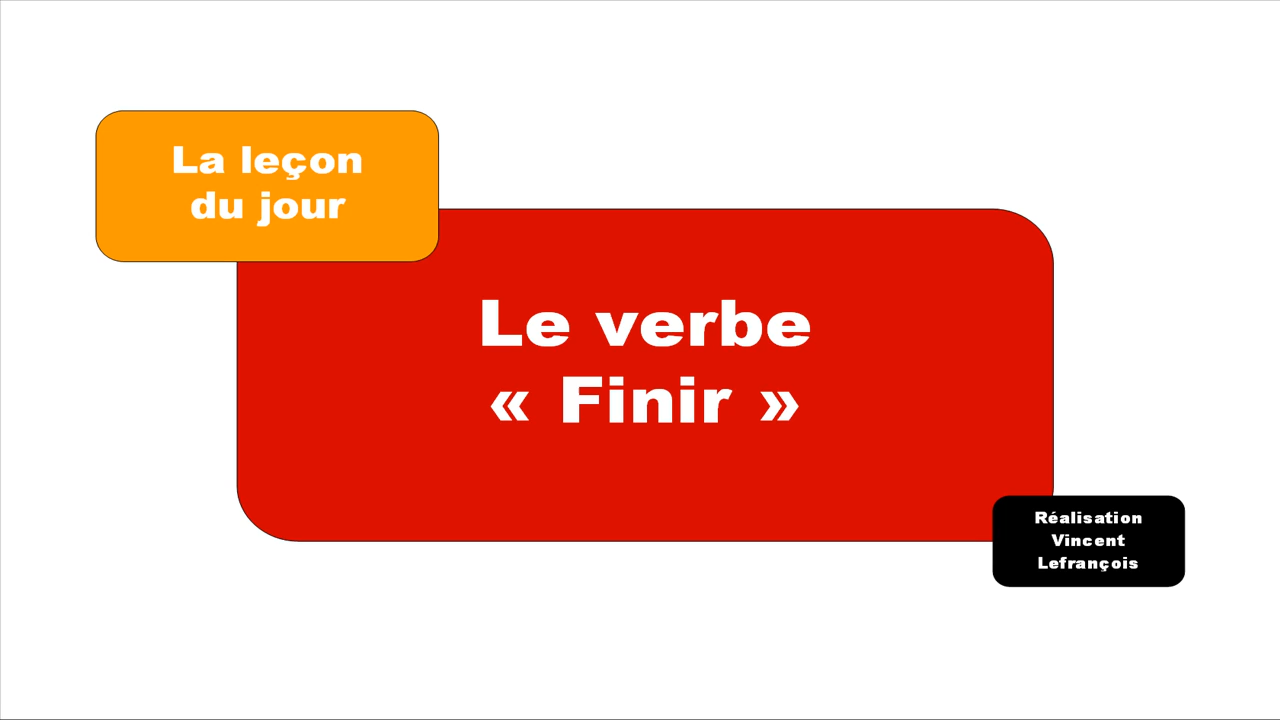 La leçon
du jour
Le verbe
« Finir »
Réalisation
Vincent
Lefrançois